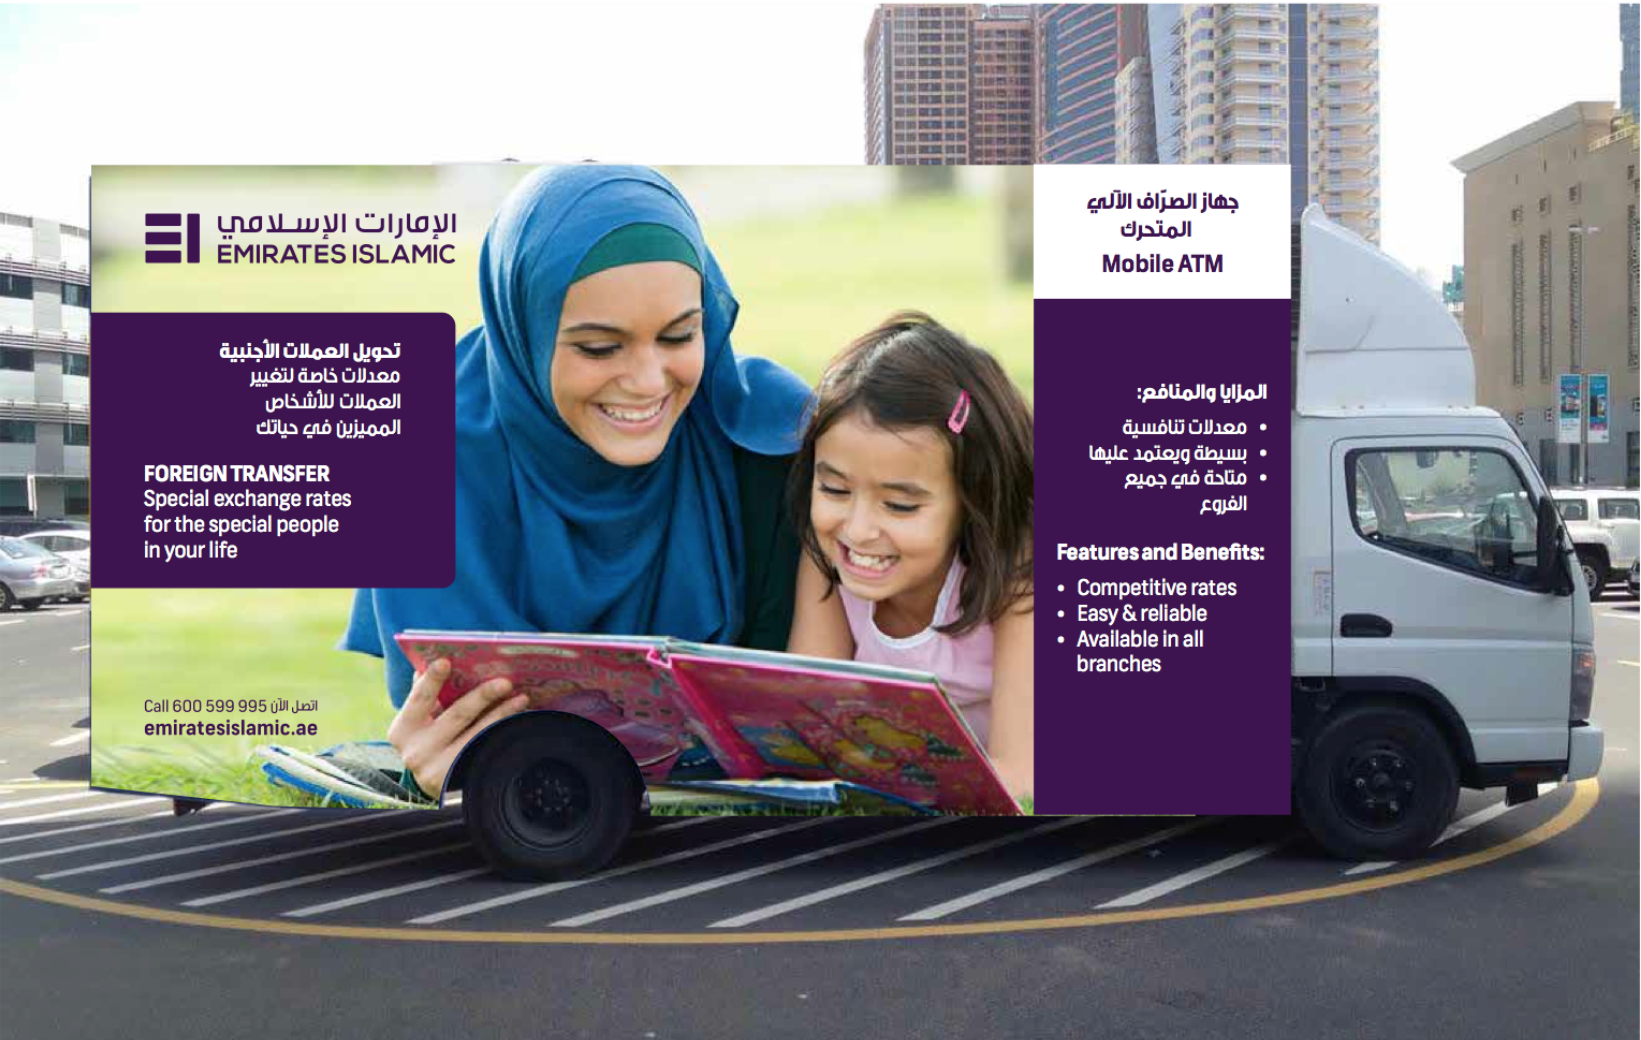 الإمارات الإسلامي
EMIRATES ISLAMIC
تحويل العملات الأجنبية
معدلات خاصة لتغيير
العملات للأشخاص
المميزين في حياتك
FOREIGN TRANSFER
Special exchange rates
for the special people
in your life
Call 600 599 995 اتصل الآن
emiratesislamic.ae
جهاز الصرّاف الآلي
المتحرك
Mobile ATM
المزايا والمنافع:
• معدلات تنافسية
• بسيطة ويعتمد عليها
• متاحة في جميع
الفروع
Features and Benefits:
• Competitive rates
• Easy & reliable
• Available in all
branches